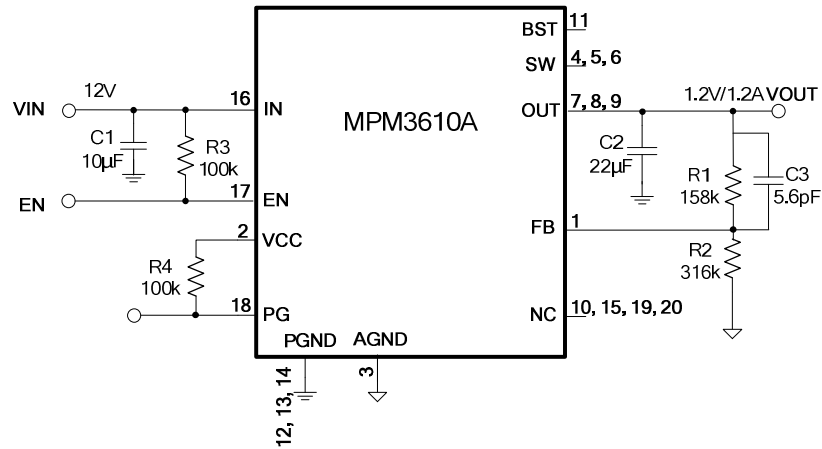 BST
11
SW
4, 5, 6
12V
VIN
16
IN
MPM3610A
OUT
7, 8, 9
1.2V/1.2A VOUT
C1
10µF
R3
100k
C2
22µF
R1
158k
C3
5.6pF
EN
17
EN
FB
1
2
VCC
R4
100k
R2
316k
18
PG
NC
10, 15, 19, 20
PGND
AGND
12, 13, 14
3